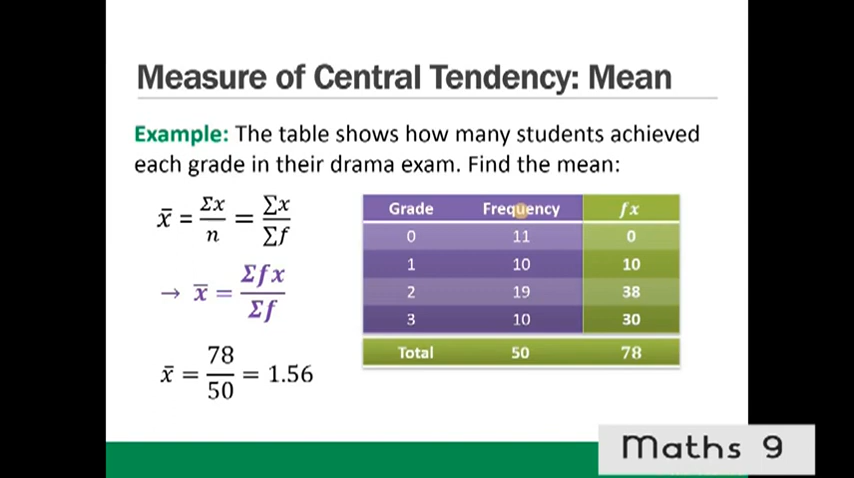 Measure of Central Tendency: Mean
Example: The table shows how many students achieved
each grade in their drama exam. Find the mean:
x̄ = Σx/n = Σx/Σf
→ x̄ = Σfx/Σf
x̄ = 78/50 = 1.56
Grade Frequency fx
0 11 0
1 10 10
2 19 38
3 10 30
Total 50 78
Maths 9